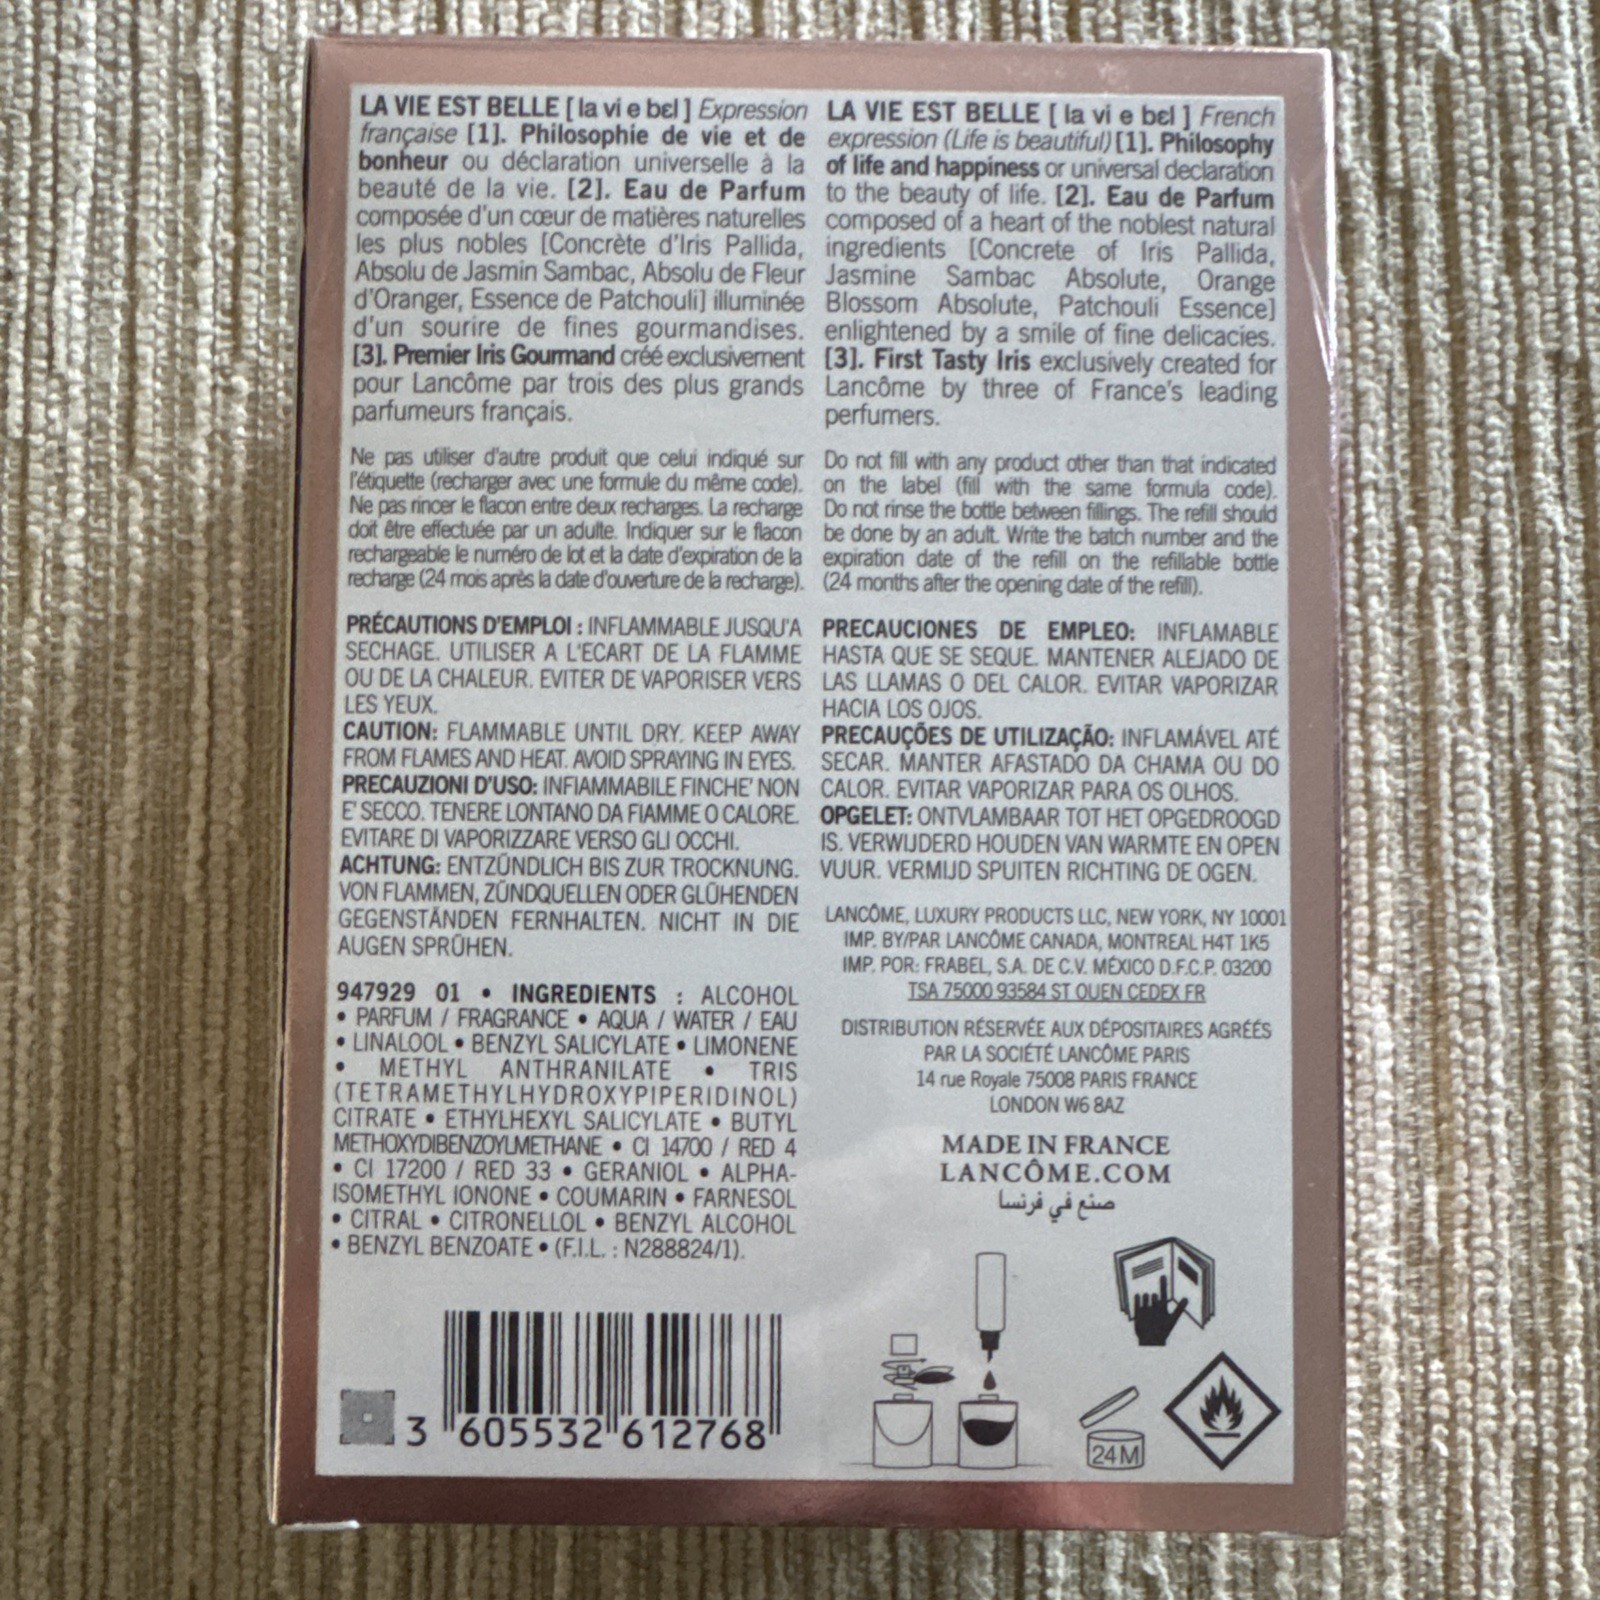 LA VIE EST BELLE [ la vi e bɛl ] Expression
française [1]. Philosophie de vie et de
bonheur ou déclaration universelle à la
beauté de la vie. [2]. Eau de Parfum
composée d'un cœur de matières naturelles
les plus nobles [Concrète d'Iris Pallida,
Absolu de Jasmin Sambac, Absolu de Fleur
d'Oranger, Essence de Patchouli] illuminée
d'un sourire de fines gourmandises.
[3]. Premier Iris Gourmand créé exclusivement
pour Lancôme par trois des plus grands
parfumeurs français.
Ne pas utiliser d'autre produit que celui indiqué sur
l'étiquette (recharger avec une formule du même code).
Ne pas rincer le flacon entre deux recharges. La recharge
doit être effectuée par un adulte. Indiquer sur le flacon
rechargeable le numéro de lot et la date d'expiration de la
recharge (24 mois après la date d'ouverture de la recharge).
PRÉCAUTIONS D'EMPLOI : INFLAMMABLE JUSQU'A
SECHAGE. UTILISER A L'ECART DE LA FLAMME
OU DE LA CHALEUR. EVITER DE VAPORISER VERS
LES YEUX.
CAUTION: FLAMMABLE UNTIL DRY. KEEP AWAY
FROM FLAMES AND HEAT. AVOID SPRAYING IN EYES.
PRECAUZIONI D'USO: INFIAMMABILE FINCHE' NON
E' SECCO. TENERE LONTANO DA FIAMME O CALORE.
EVITARE DI VAPORIZZARE VERSO GLI OCCHI.
ACHTUNG: ENTZÜNDLICH BIS ZUR TROCKNUNG.
VON FLAMMEN, ZÜNDQUELLEN ODER GLÜHENDEN
GEGENSTÄNDEN FERNHALTEN. NICHT IN DIE
AUGEN SPRÜHEN.
947929 01 • INGREDIENTS : ALCOHOL
• PARFUM / FRAGRANCE • AQUA / WATER / EAU
• LINALOOL • BENZYL SALICYLATE • LIMONENE
• METHYL ANTHRANILATE • TRIS
(TETRAMETHYLHYDROXYPIPERIDINOL)
CITRATE • ETHYLHEXYL SALICYLATE • BUTYL
METHOXYDIBENZOYLMETHANE • CI 14700 / RED 4
• CI 17200 / RED 33 • GERANIOL • ALPHA-
ISOMETHYL IONONE • COUMARIN • FARNESOL
• CITRAL • CITRONELLOL • BENZYL ALCOHOL
• BENZYL BENZOATE • (F.I.L. : N288824/1).
3 605532 612768
LA VIE EST BELLE [ la vi e bɛl ] French
expression (Life is beautiful) [1]. Philosophy
of life and happiness or universal declaration
to the beauty of life. [2]. Eau de Parfum
composed of a heart of the noblest natural
ingredients [Concrete of Iris Pallida,
Jasmine Sambac Absolute, Orange
Blossom Absolute, Patchouli Essence]
enlightened by a smile of fine delicacies.
[3]. First Tasty Iris exclusively created for
Lancôme by three of France's leading
perfumers.
Do not fill with any product other than that indicated
on the label (fill with the same formula code).
Do not rinse the bottle between fillings. The refill should
be done by an adult. Write the batch number and the
expiration date of the refill on the refillable bottle
(24 months after the opening date of the refill).
PRECAUCIONES DE EMPLEO: INFLAMABLE
HASTA QUE SE SEQUE. MANTENER ALEJADO DE
LAS LLAMAS O DEL CALOR. EVITAR VAPORIZAR
HACIA LOS OJOS.
PRECAUÇÕES DE UTILIZAÇÃO: INFLAMÁVEL ATÉ
SECAR. MANTER AFASTADO DA CHAMA OU DO
CALOR. EVITAR VAPORIZAR PARA OS OLHOS.
OPGELET: ONTVLAMBAAR TOT HET OPGEDROOGD
IS. VERWIJDERD HOUDEN VAN WARMTE EN OPEN
VUUR. VERMIJD SPUITEN RICHTING DE OGEN.
LANCÔME, LUXURY PRODUCTS LLC, NEW YORK, NY 10001
IMP. BY/PAR LANCÔME CANADA, MONTREAL H4T 1K5
IMP. POR: FRABEL, S.A. DE C.V. MÉXICO D.F.C.P. 03200
TSA 75000 93584 ST OUEN CEDEX FR
DISTRIBUTION RÉSERVÉE AUX DÉPOSITAIRES AGRÉÉS
PAR LA SOCIÉTÉ LANCÔME PARIS
14 rue Royale 75008 PARIS FRANCE
LONDON W6 8AZ
MADE IN FRANCE
LANCÔME.COM
صنع في فرنسا
24M